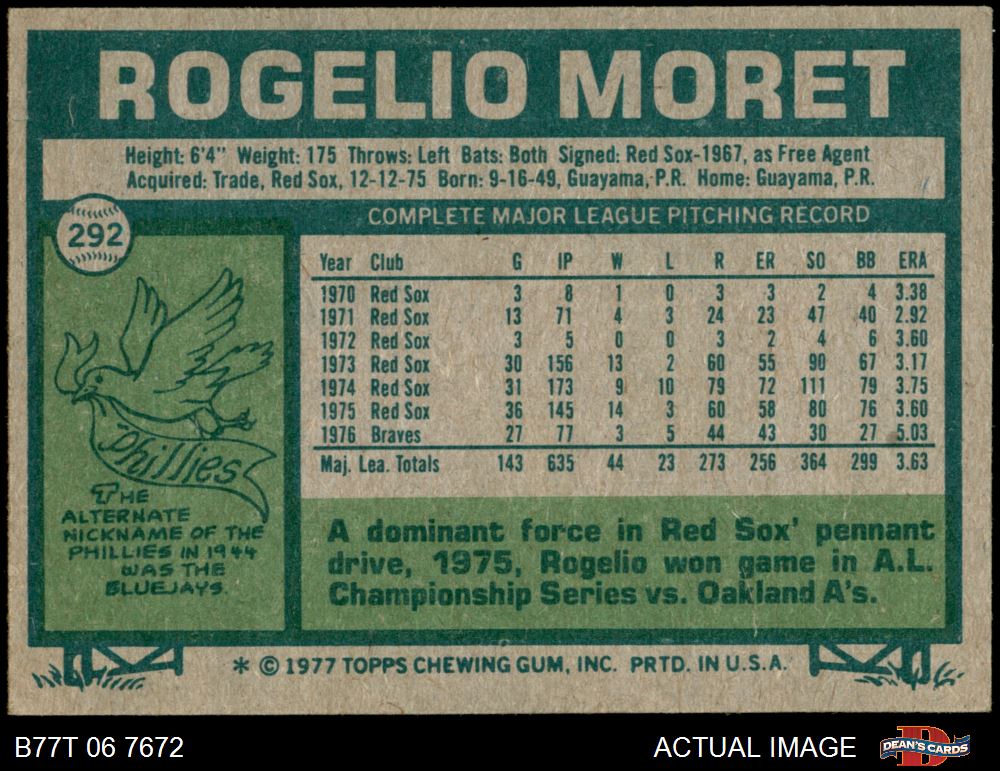 ROGELIO MORET
Height: 6'4" Weight: 175 Throws: Left Bats: Both Signed: Red Sox-1967, as Free Agent
Acquired: Trade, Red Sox, 12-12-75 Born: 9-16-49, Guayama, P.R. Home: Guayama, P.R.
292
COMPLETE MAJOR LEAGUE PITCHING RECORD
Year Club G IP W L R ER SO BB ERA
1970 Red Sox 3 8 1 0 3 3 2 4 3.38
1971 Red Sox 13 71 4 3 24 23 47 40 2.92
1972 Red Sox 3 5 0 0 3 2 4 6 3.60
1973 Red Sox 30 156 13 2 60 55 90 67 3.17
1974 Red Sox 31 173 9 10 79 72 111 79 3.75
1975 Red Sox 36 145 14 3 60 58 80 76 3.60
1976 Braves 27 77 3 5 44 43 30 27 5.03
Maj. Lea. Totals 143 635 44 23 273 256 364 299 3.63
Phillies
THE
ALTERNATE
NICKNAME OF THE
PHILLIES IN 1944
WAS THE
BLUEJAYS.
A dominant force in Red Sox' pennant
drive, 1975, Rogelio won game in A.L.
Championship Series vs. Oakland A's.
* © 1977 TOPPS CHEWING GUM, INC. PRTD. IN U.S.A.
B77T 06 7672
ACTUAL IMAGE
DEAN'S CARDS